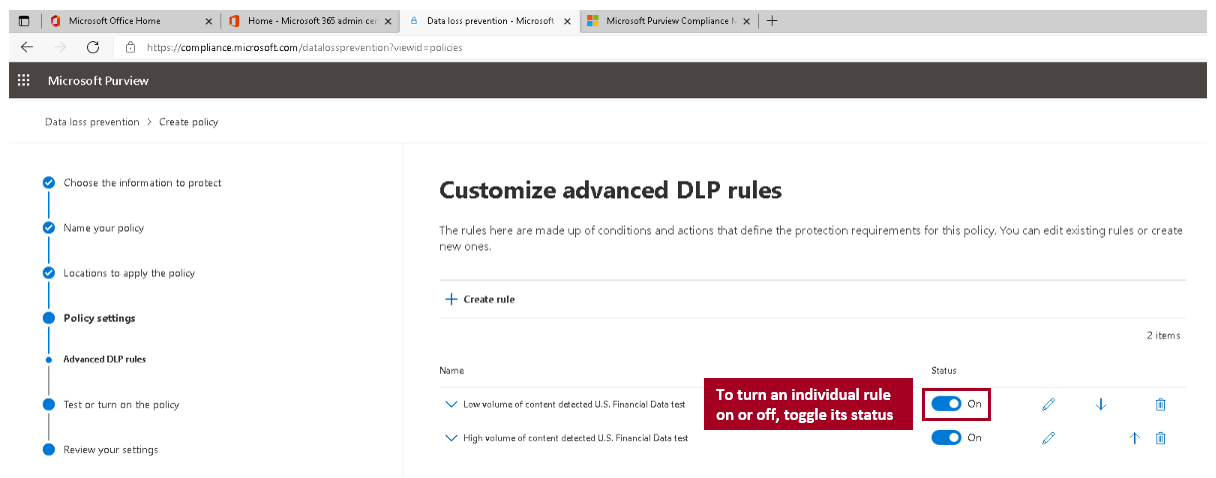 Microsoft Office Home
Home - Microsoft 365 admin cer
Data loss prevention - Microsoft
Microsoft Purview Compliance M
https://compliance.microsoft.com/datalossprevention?viewid=policies
Microsoft Purview
Data loss prevention > Create policy
Choose the information to protect
Name your policy
Locations to apply the policy
Policy settings
Advanced DLP rules
Test or turn on the policy
Review your settings
Customize advanced DLP rules
The rules here are made up of conditions and actions that define the protection requirements for this policy. You can edit existing rules or create
new ones.
+ Create rule
2 items
Name Status
Low volume of content detected U.S. Financial Data test On
To turn an individual rule
on or off, toggle its status
High volume of content detected U.S. Financial Data test On